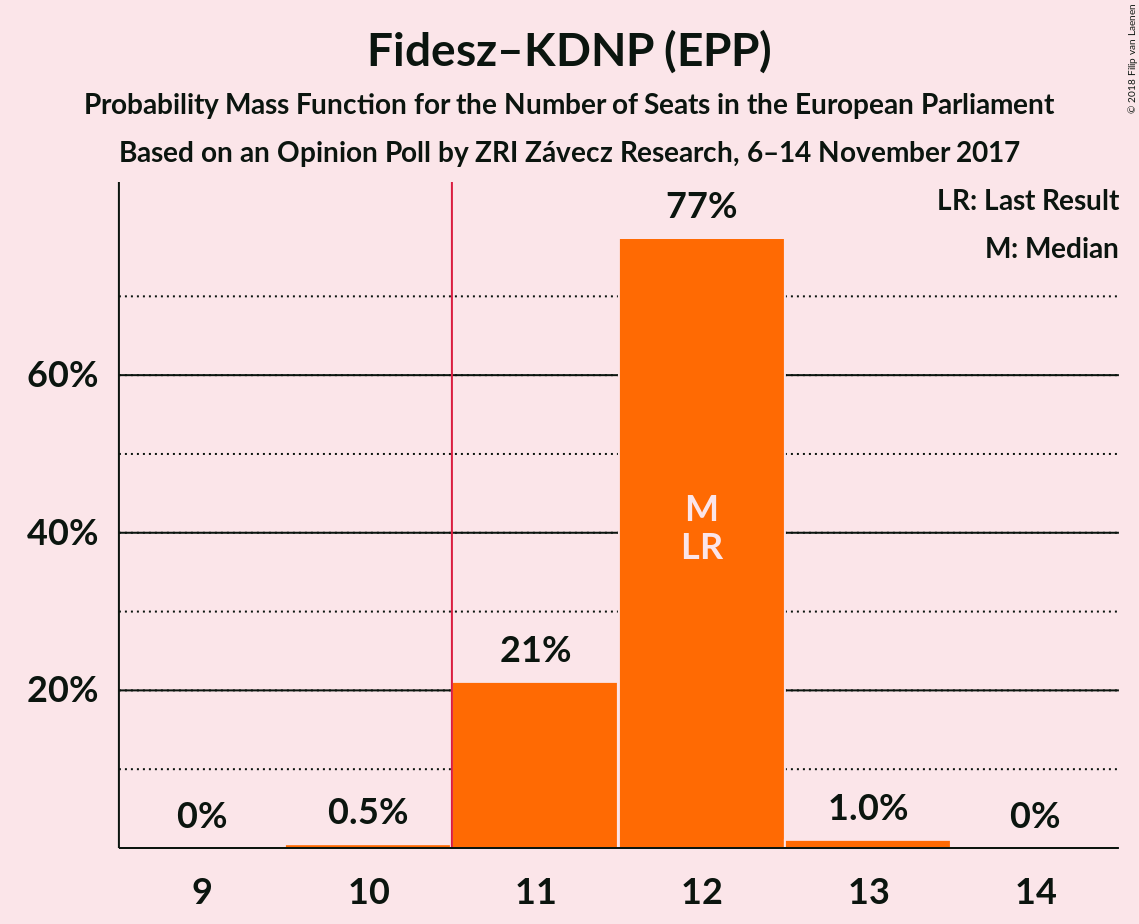 Fidesz–KDNP (EPP)
Probability Mass Function for the Number of Seats in the European Parliament
Based on an Opinion Poll by ZRI Závecz Research, 6–14 November 2017
© 2018 Filip van Laenen
LR: Last Result
M: Median
77%
60%
M
40%
LR
21%
20%
0%
0.5%
1.0%
0%
9
10
11
12
13
14